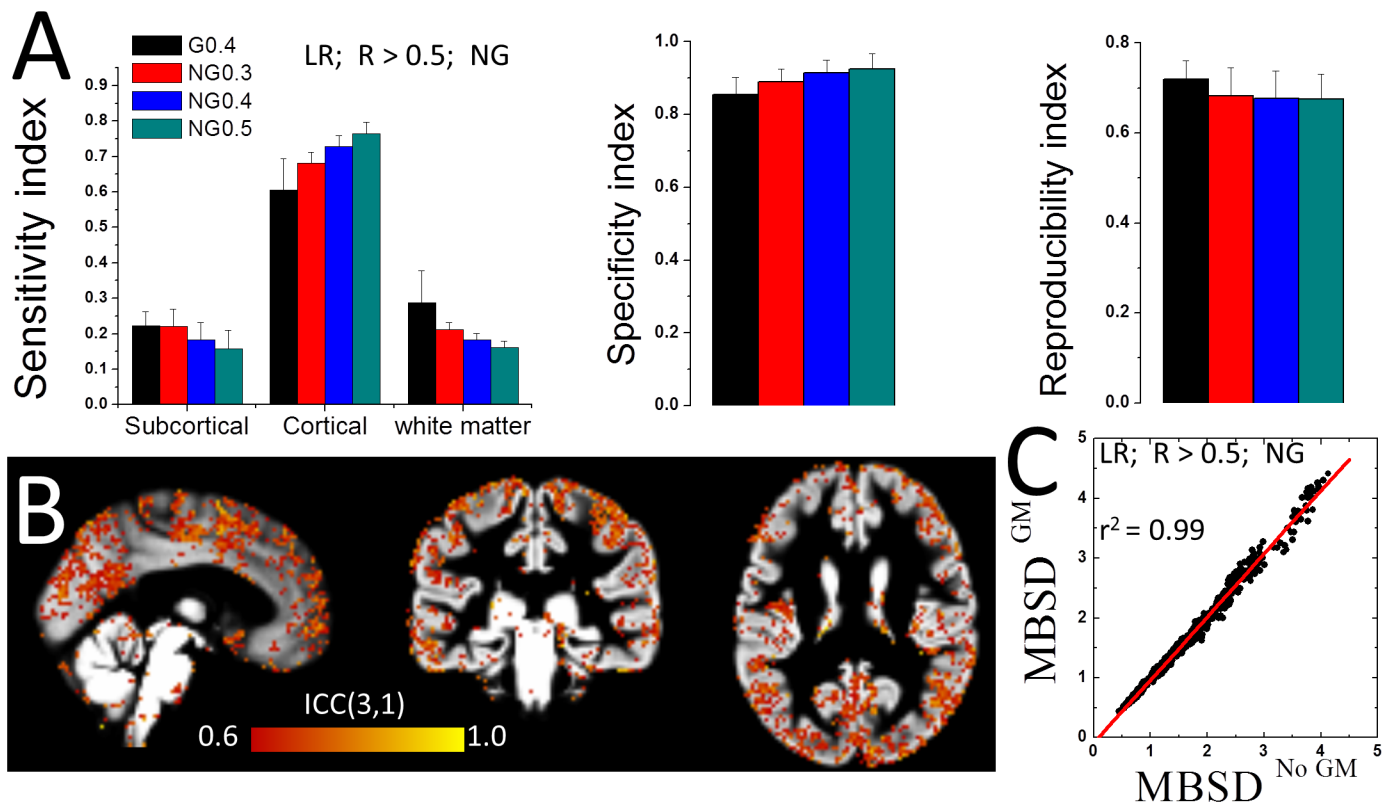 A
G0.4
NG0.3
NG0.4
NG0.5
LR; R > 0.5; NG
Sensitivity index
0.9
0.8
0.7
0.6
0.5
0.4
0.3
0.2
0.1
0.0
Subcortical Cortical white matter
Specificity index
1.0
0.8
0.6
0.4
0.2
0.0
Reproducibility index
0.8
0.6
0.4
0.2
0.0
B
ICC(3,1)
0.6 1.0
C
LR; R > 0.5; NG
r² = 0.99
MBSD GM
5
4
3
2
1
0
0 1 2 3 4 5
MBSD No GM